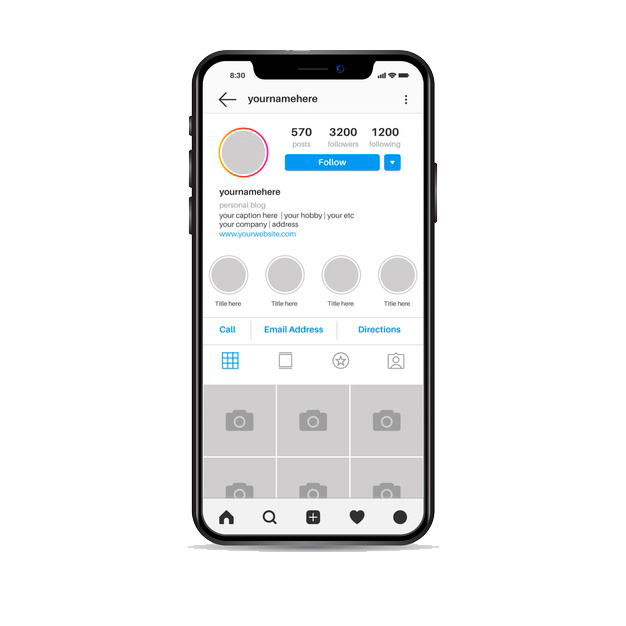 8:30
yournamehere
570 3200 1200
posts followers following
Follow
yournamehere
personal blog
your caption here | your hobby | your etc
your company | address
www.yourwebsite.com
Title here Title here Title here Title here
Call Email Address Directions